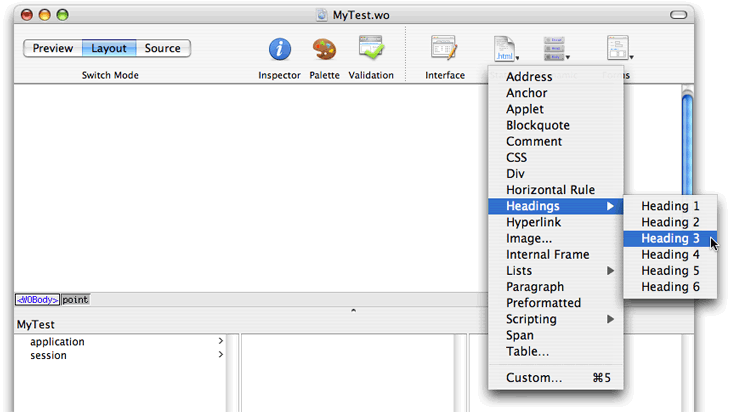 MyTest.wo
Preview Layout Source
Switch Mode
Inspector
Palette
Validation
Interface
.html
Address
Anchor
Applet
Blockquote
Comment
CSS
Div
Horizontal Rule
Headings
Hyperlink
Image...
Internal Frame
Lists
Paragraph
Preformatted
Scripting
Span
Table...
Custom... ⌘5
Heading 1
Heading 2
Heading 3
Heading 4
Heading 5
Heading 6
<WOBody> point
MyTest
application >
session >